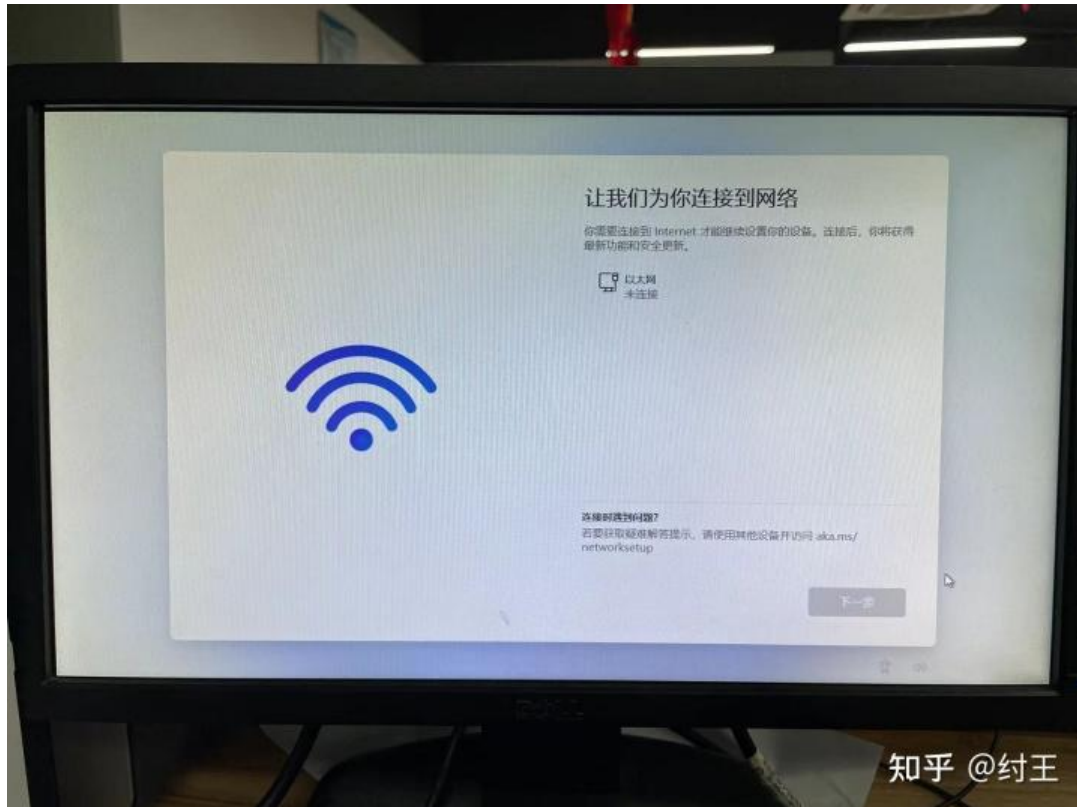 让我们为你连接到网络
你需要连接到 Internet 才能继续设置你的设备。连接后，你将获得
最新功能和安全更新。
以太网
未连接
连接时遇到问题?
若要获取疑难解答提示，请使用其他设备并访问 aka.ms/
networksetup
下一步
知乎 @纣王